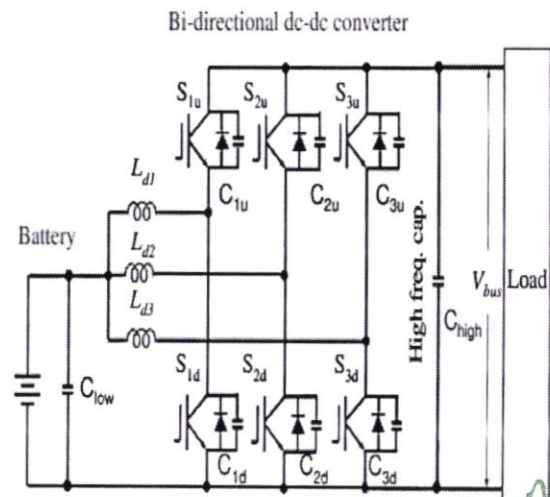 Bi-directional dc-dc converter
S1u S2u S3u
Ld1
C1u C2u C3u
Battery
Ld2
Ld3
High freq. cap.
Vbus
Load
Chigh
S1d S2d S3d
Clow
C1d C2d C3d